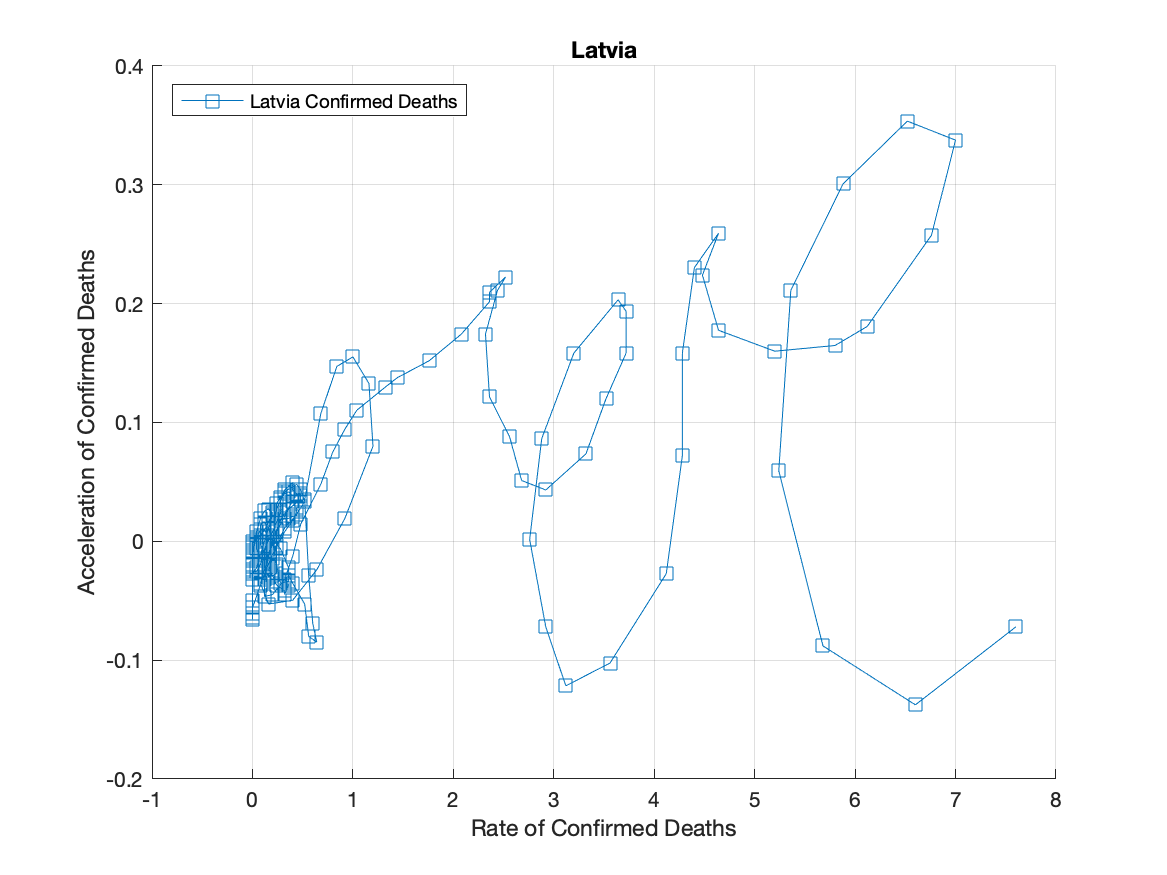 Latvia
Latvia Confirmed Deaths
0.4
0.3
0.2
0.1
0
-0.1
-0.2
-1 0 1 2 3 4 5 6 7 8
Rate of Confirmed Deaths
Acceleration of Confirmed Deaths